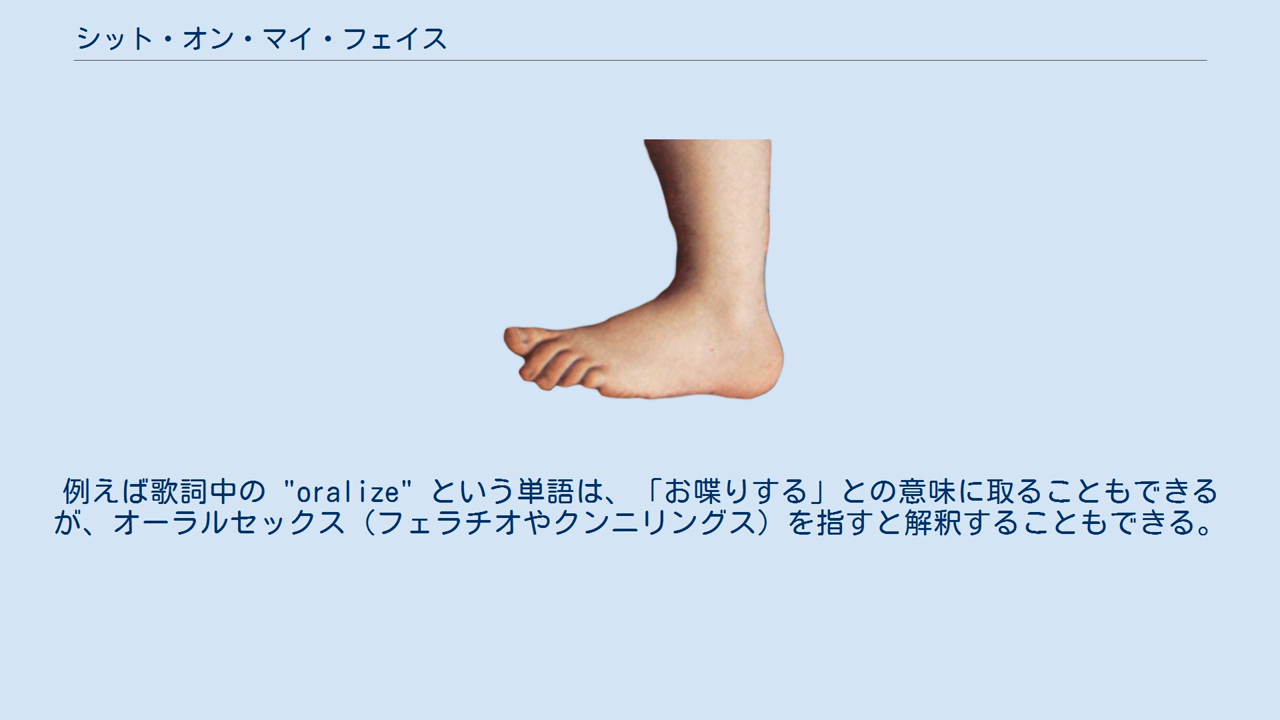 シット・オン・マイ・フェイス
例えば歌詞中の "oralize" という単語は、「お喋りする」との意味に取ることもできる
が、オーラルセックス（フェラチオやクンニリングス）を指すと解釈することもできる。